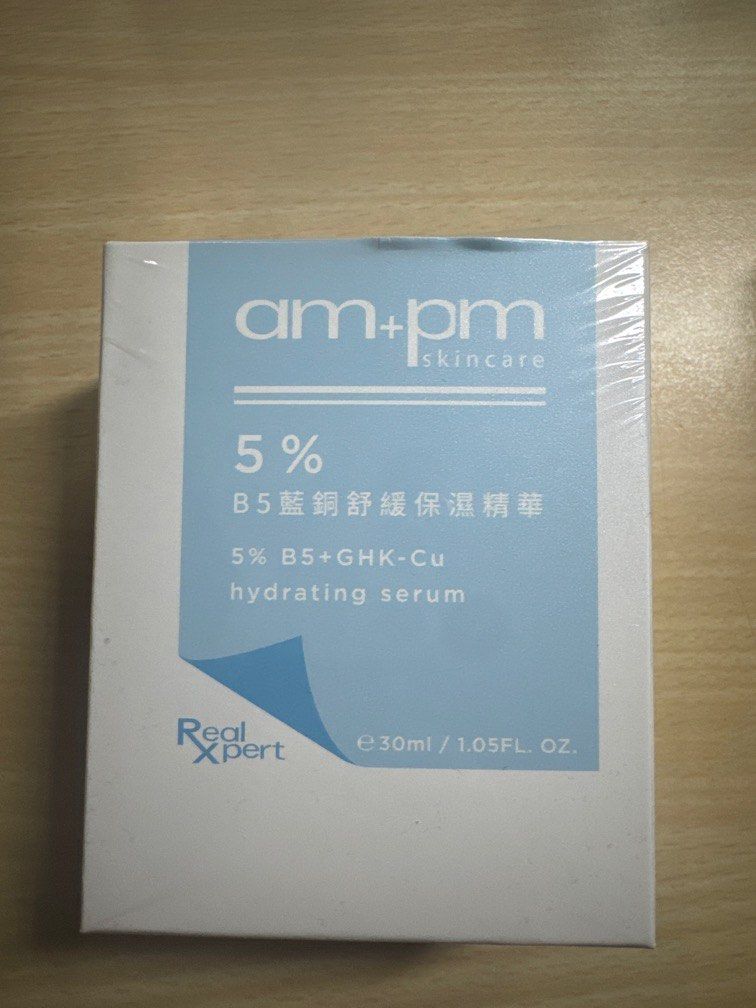 am+pm
skincare
5%
B5藍銅舒緩保濕精華
5% B5+GHK-Cu
hydrating serum
Real
Xpert
℮30ml / 1.05FL. OZ.